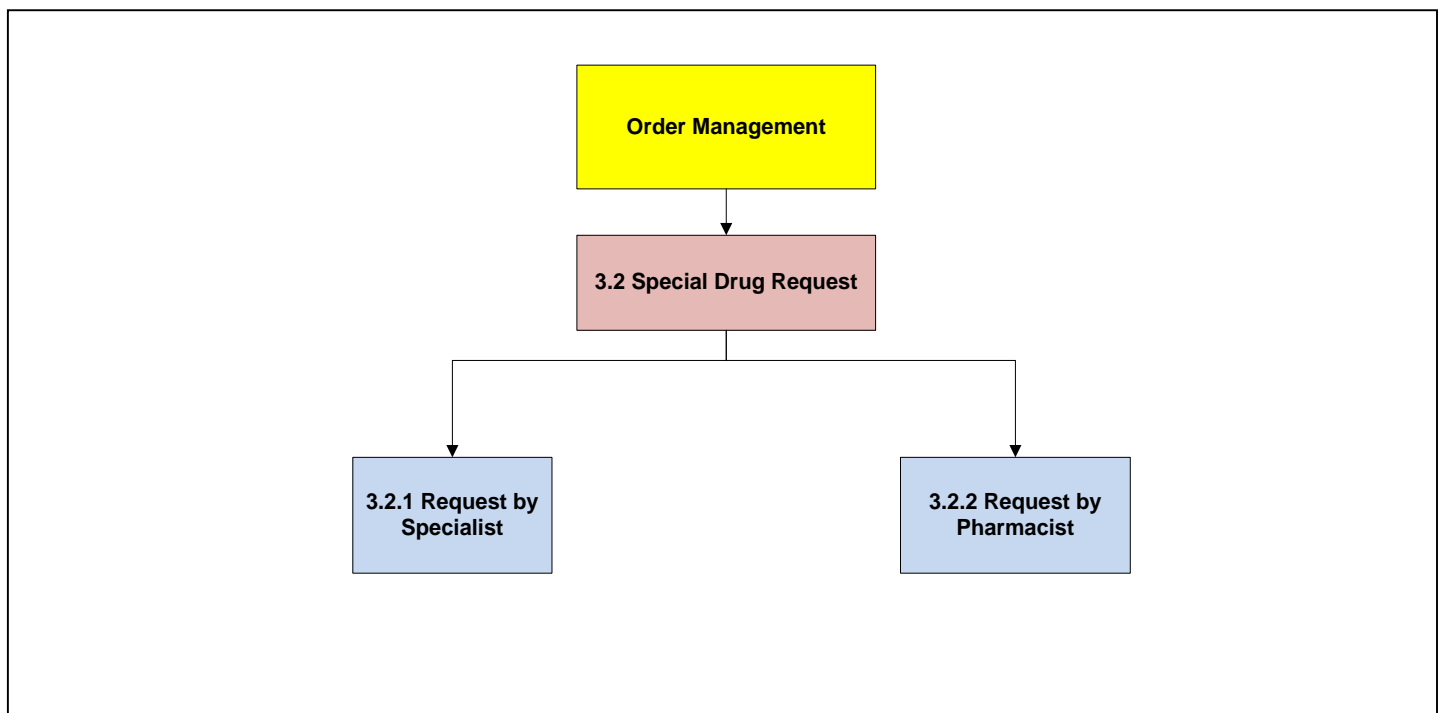 Order Management
3.2 Special Drug Request
3.2.1 Request by
Specialist
3.2.2 Request by
Pharmacist